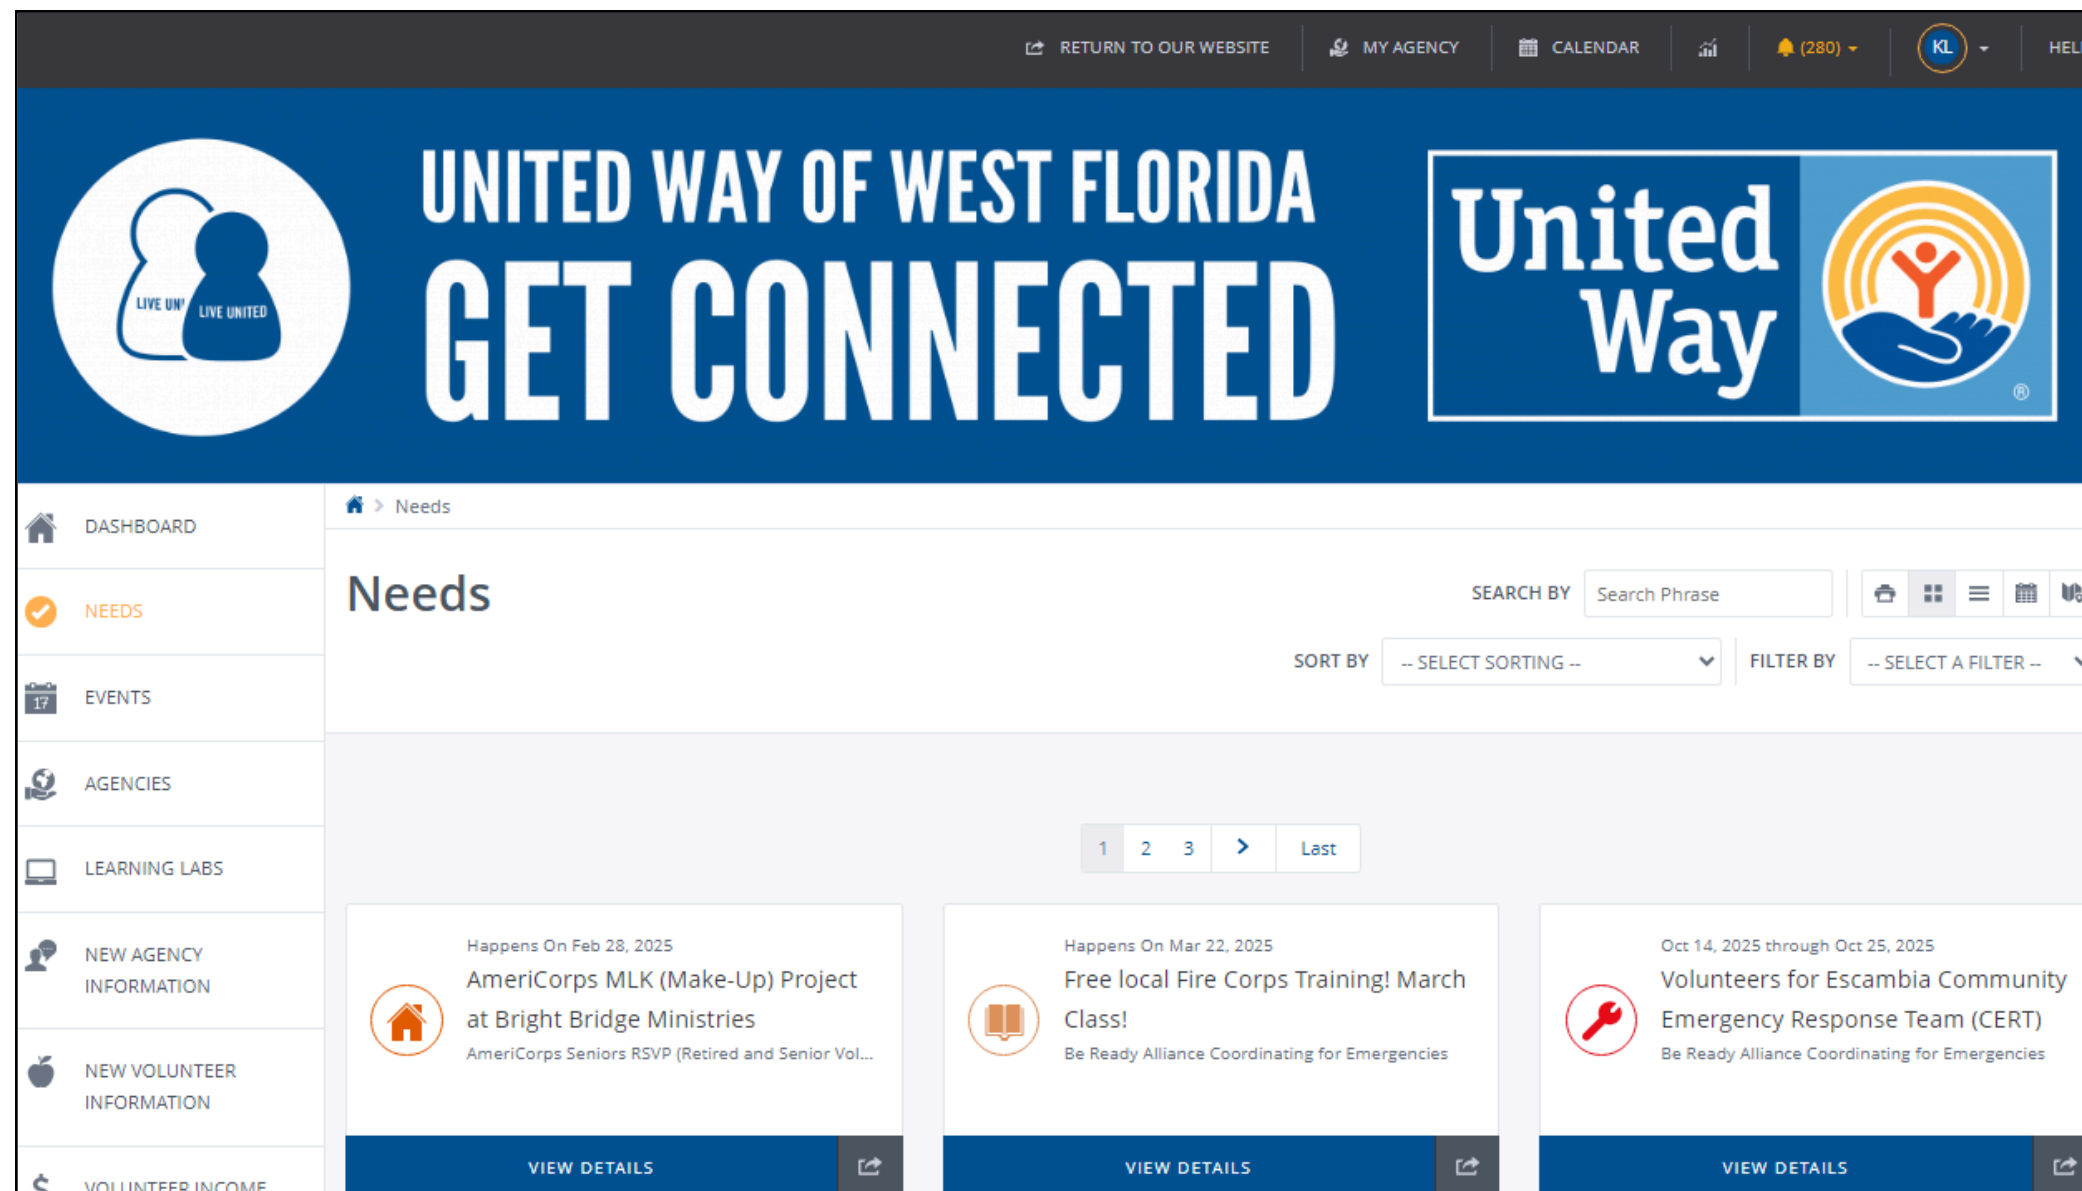 RETURN TO OUR WEBSITE MY AGENCY CALENDAR (280) KL
UNITED WAY OF WEST FLORIDA
GET CONNECTED
LIVE UNI LIVE UNITED
United
Way
®
DASHBOARD
NEEDS
17 EVENTS
AGENCIES
LEARNING LABS
NEW AGENCY
INFORMATION
NEW VOLUNTEER
INFORMATION
VOLUNTEER INCOME
> Needs
Needs
SEARCH BY Search Phrase
SORT BY -- SELECT SORTING -- FILTER BY -- SELECT A FILTER --
1 2 3 > Last
Happens On Feb 28, 2025
AmeriCorps MLK (Make-Up) Project
at Bright Bridge Ministries
AmeriCorps Seniors RSVP (Retired and Senior Vol...
VIEW DETAILS
Happens On Mar 22, 2025
Free local Fire Corps Training! March
Class!
Be Ready Alliance Coordinating for Emergencies
VIEW DETAILS
Oct 14, 2025 through Oct 25, 2025
Volunteers for Escambia Community
Emergency Response Team (CERT)
Be Ready Alliance Coordinating for Emergencies
VIEW DETAILS